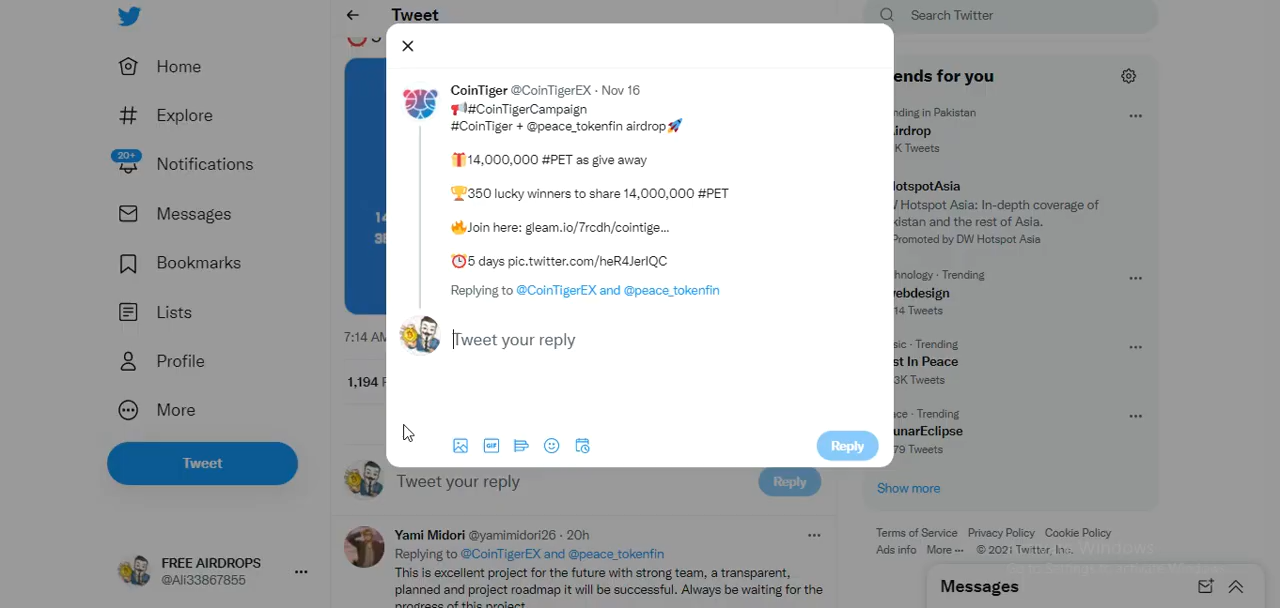 Tweet
Search Twitter
Home
Explore
20+
Notifications
Messages
Bookmarks
Lists
Profile
More
Tweet
FREE AIRDROPS
@Ali33867855
CoinTiger @CoinTigerEX · Nov 16
📢#CoinTigerCampaign
#CoinTiger + @peace_tokenfin airdrop🚀
🎁14,000,000 #PET as give away
🏆350 lucky winners to share 14,000,000 #PET
🔥Join here: gleam.io/7rcdh/cointige...
⏰5 days pic.twitter.com/heR4JerIQC
Replying to @CoinTigerEX and @peace_tokenfin
Tweet your reply
GIF
Reply
7:14 AM
1,194
Tweet your reply
Reply
Yami Midori @yamimidori26 · 20h
Replying to @CoinTigerEX and @peace_tokenfin
This is excellent project for the future with strong team, a transparent,
planned and project roadmap it will be successful. Always be waiting for the
progress of this project
ends for you
nding in Pakistan
irdrop
K Tweets
HotspotAsia
W Hotspot Asia: In-depth coverage of
kistan and the rest of Asia.
Promoted by DW Hotspot Asia
hnology · Trending
vebdesign
14 Tweets
sic · Trending
st In Peace
3K Tweets
ace · Trending
unarEclipse
79 Tweets
Show more
Terms of Service Privacy Policy Cookie Policy
Ads info More ··· © 2021 Twitter, Inc.
Messages